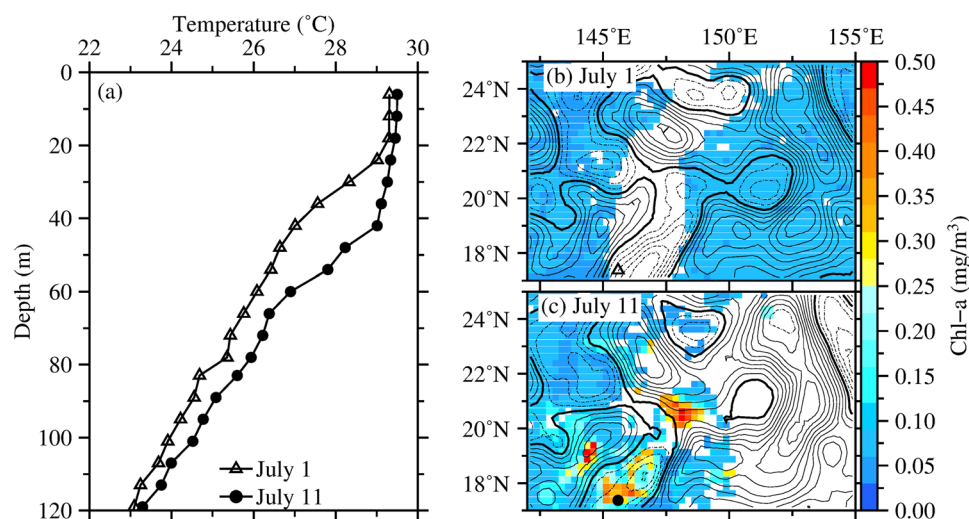 Temperature (˚C)
22 24 26 28 30
0
20
40
60
80
100
120
Depth (m)
(a)
July 1
July 11
145˚E 150˚E 155˚E
(b) July 1
24˚N
22˚N
20˚N
18˚N
(c) July 11
24˚N
22˚N
20˚N
18˚N
0.50
0.45
0.40
0.35
0.30
0.25
0.20
0.15
0.10
0.05
0.00
Chl−a (mg/m³)